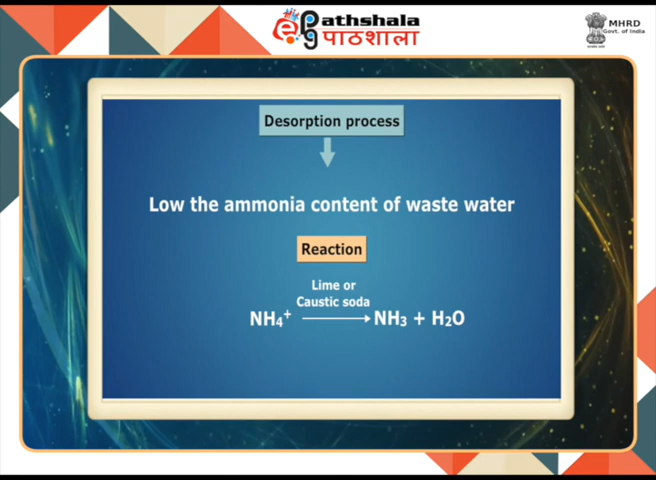 Pathshala
पाठशाला
MHRD
Govt. of India
Desorption process
Low the ammonia content of waste water
Reaction
Lime or
Caustic soda
NH₄⁺ ⟶ NH₃ + H₂O